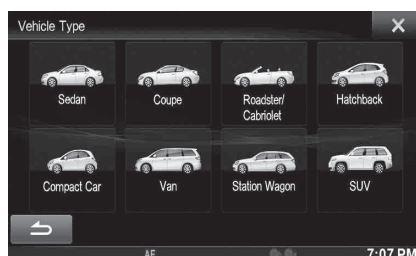 Vehicle Type
Sedan
Coupe
Roadster/
Cabriolet
Hatchback
Compact Car
Van
Station Wagon
SUV
AF
7:07 PM